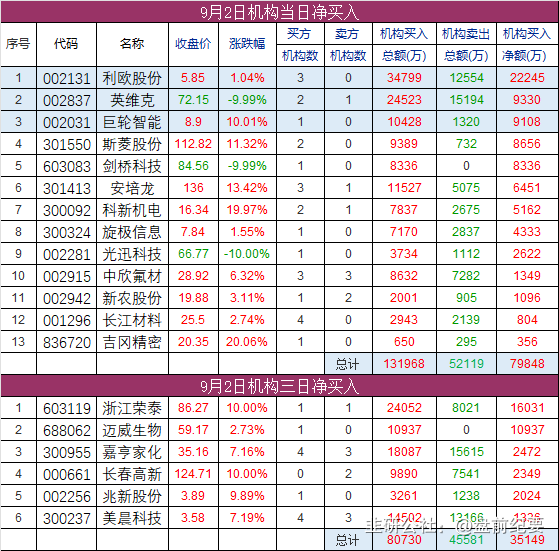 9月2日机构当日净买入
序号 代码 名称 收盘价 涨跌幅 买方机构数 卖方机构数 机构买入总额(万) 机构卖出总额(万) 机构买入净额(万)
1 002131 利欧股份 5.85 1.04% 3 0 34799 12554 22245
2 002837 英维克 72.15 -9.99% 2 1 24523 15194 9330
3 002031 巨轮智能 8.9 10.01% 1 0 10428 1320 9108
4 301550 斯菱股份 112.82 11.32% 2 0 9389 732 8656
5 603083 剑桥科技 84.56 -9.99% 1 0 8336 0 8336
6 301413 安培龙 136 13.42% 3 1 11527 5075 6451
7 300092 科新机电 16.34 19.97% 2 1 7837 2675 5162
8 300324 旋极信息 7.84 1.55% 1 0 7170 2837 4333
9 002281 光迅科技 66.77 -10.00% 1 0 3734 1112 2622
10 002915 中欣氟材 28.92 6.32% 3 3 8632 7282 1349
11 002942 新农股份 19.88 3.11% 1 2 2001 905 1096
12 001296 长江材料 25.5 2.74% 4 0 2943 2139 804
13 836720 吉冈精密 20.35 20.06% 1 0 650 295 356
总计 131968 52119 79848
9月2日机构三日净买入
1 603119 浙江荣泰 86.27 10.00% 1 1 24052 8021 16031
2 688062 迈威生物 59.17 2.73% 1 0 10937 0 10937
3 300955 嘉亨家化 35.16 7.16% 4 3 18087 15615 2472
4 000661 长春高新 124.71 10.00% 0 2 9890 7541 2349
5 002256 兆新股份 3.89 9.89% 1 0 3261 1238 2024
6 300237 美晨科技 3.58 7.19% 4 3 14502
韭研公社：@盘前纪要
总计 80730 45581 35149